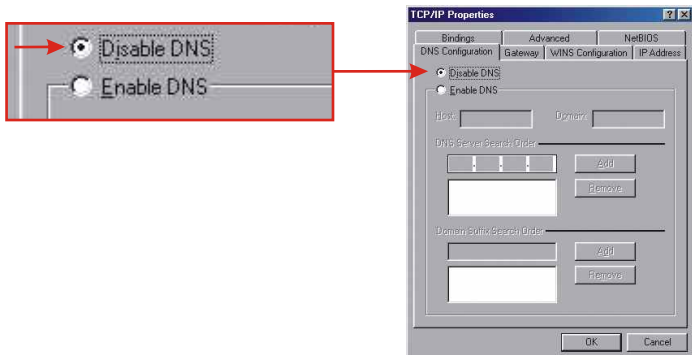 Disable DNS
Enable DNS
TCP/IP Properties
Bindings Advanced NetBIOS
DNS Configuration Gateway WINS Configuration IP Address
Disable DNS
Enable DNS
Host: Domain:
DNS Server Search Order
Add
Remove
Domain Suffix Search Order
Add
Remove
OK Cancel